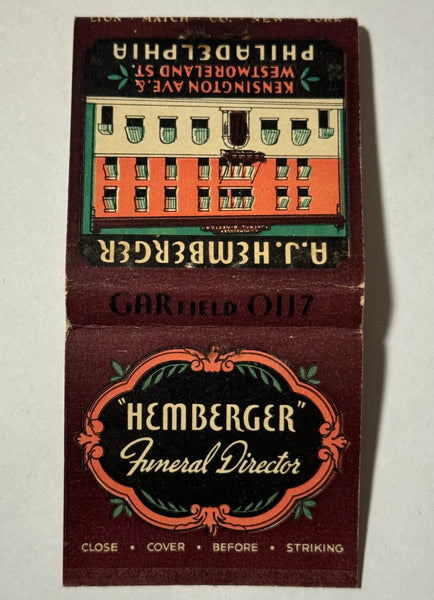 LION MATCH CO. NEW YORK
A.J. HEMBERGER
KENSINGTON AVE. &
WESTMORELAND ST.
PHILADELPHIA
GARFIELD 0117
"HEMBERGER"
Funeral Director
CLOSE • COVER • BEFORE • STRIKING